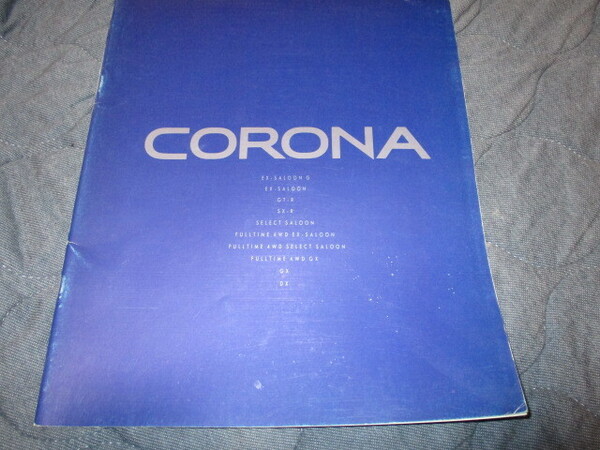 CORONA
EX-SALOON G
EX-SALOON
GT-R
SX-R
SELECT SALOON
FULLTIME 4WD EX-SALOON
FULLTIME 4WD SELECT SALOON
FULLTIME 4WD GX
GX
DX